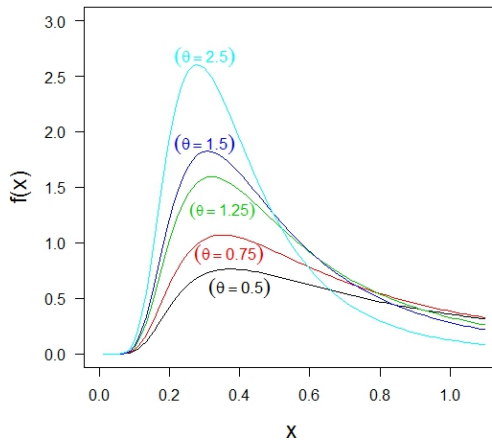 3.0
2.5
2.0
1.5
1.0
0.5
0.0
f(x)
(θ = 2.5)
(θ = 1.5)
(θ = 1.25)
(θ = 0.75)
(θ = 0.5)
0.0 0.2 0.4 0.6 0.8 1.0
x